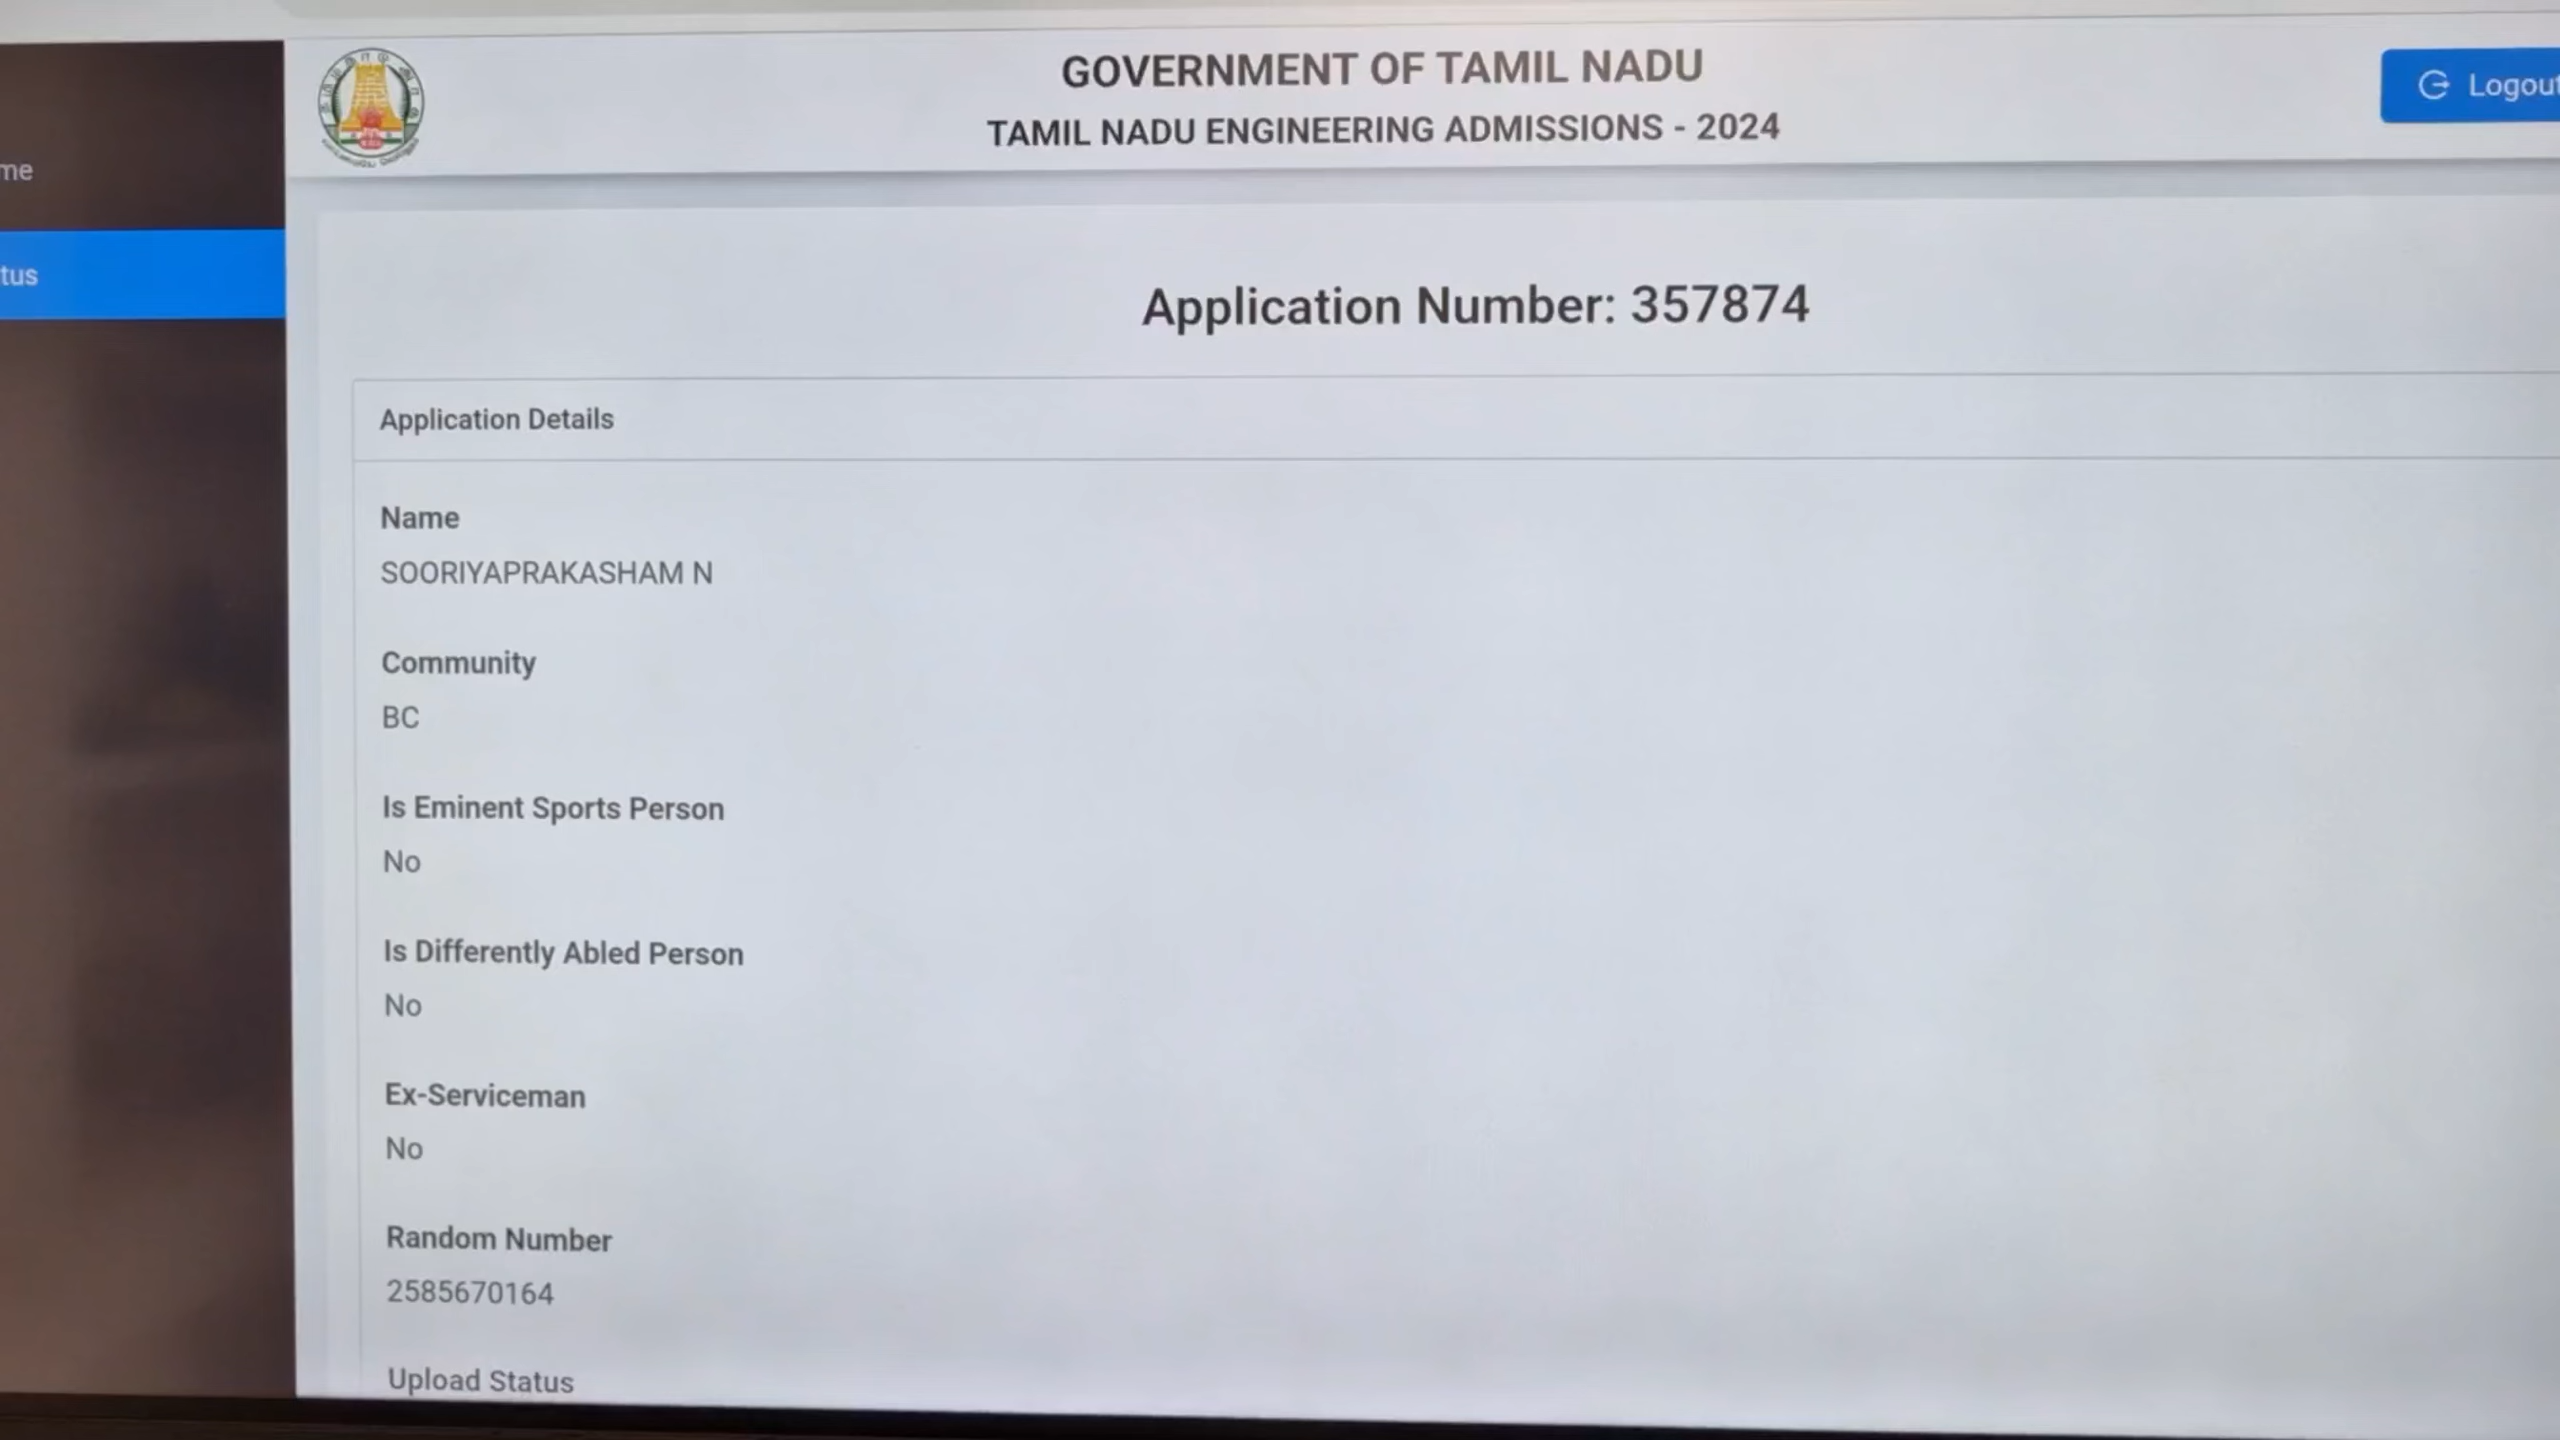 GOVERNMENT OF TAMIL NADU
TAMIL NADU ENGINEERING ADMISSIONS - 2024
Logout
me
tus
Application Number: 357874
Application Details
Name
SOORIYAPRAKASHAM N
Community
BC
Is Eminent Sports Person
No
Is Differently Abled Person
No
Ex-Serviceman
No
Random Number
2585670164
Upload Status